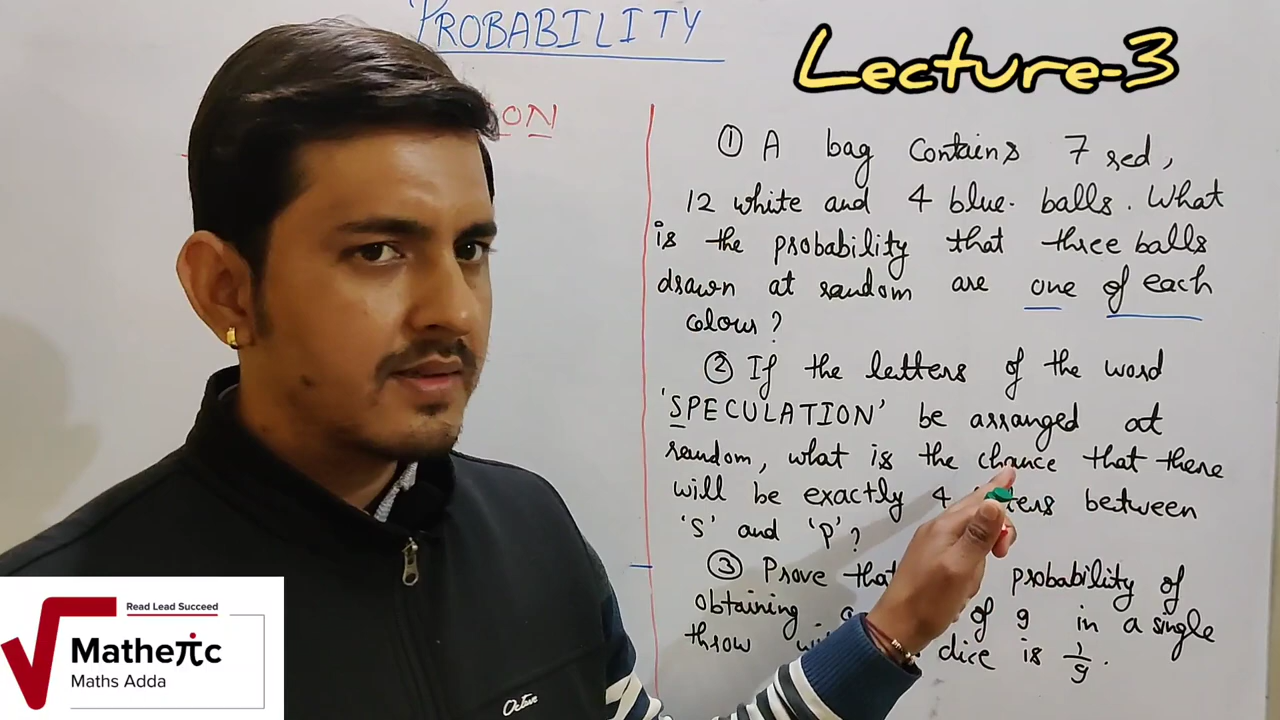 PROBABILITY
Lecture-3
ON
① A bag contains 7 red,
12 white and 4 blue. balls. What
is the probability that three balls
drawn at random are one of each
colour?
② If the letters of the word
'SPECULATION' be arranged at
random, what is the chance that there
will be exactly 4 between
'S' and 'P'?
③ Prove probability of
obtaining a of 9 in a single
throw dice is 1/9.
Read Lead Succeed
Matheπc
Maths Adda
Octave